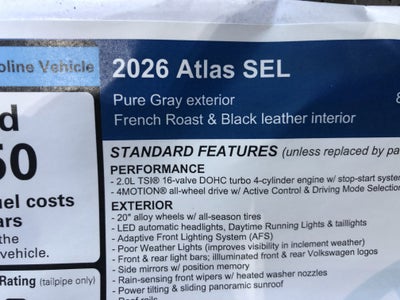 oline Vehicle
2026 Atlas SEL
Pure Gray exterior
French Roast & Black leather interior
d
50
uel costs
ars
the
vehicle.
Rating (tailpipe only)
STANDARD FEATURES (unless replaced by pa
PERFORMANCE
- 2.0L TSI® 16-valve DOHC turbo 4-cylinder engine w/ stop-start system
- 4MOTION® all-wheel drive w/ Active Control & Driving Mode Selection
EXTERIOR
- 20" alloy wheels w/ all-season tires
- LED automatic headlights, Daytime Running Lights & taillights
- Adaptive Front Lighting System (AFS)
- Poor Weather Lights (improves visibility in inclement weather)
- Front & rear light bars; illuminated front & rear Volkswagen logos
- Side mirrors w/ position memory
- Rain-sensing front wipers w/ heated washer nozzles
- Power tilting & sliding panoramic sunroof
- Roof rails